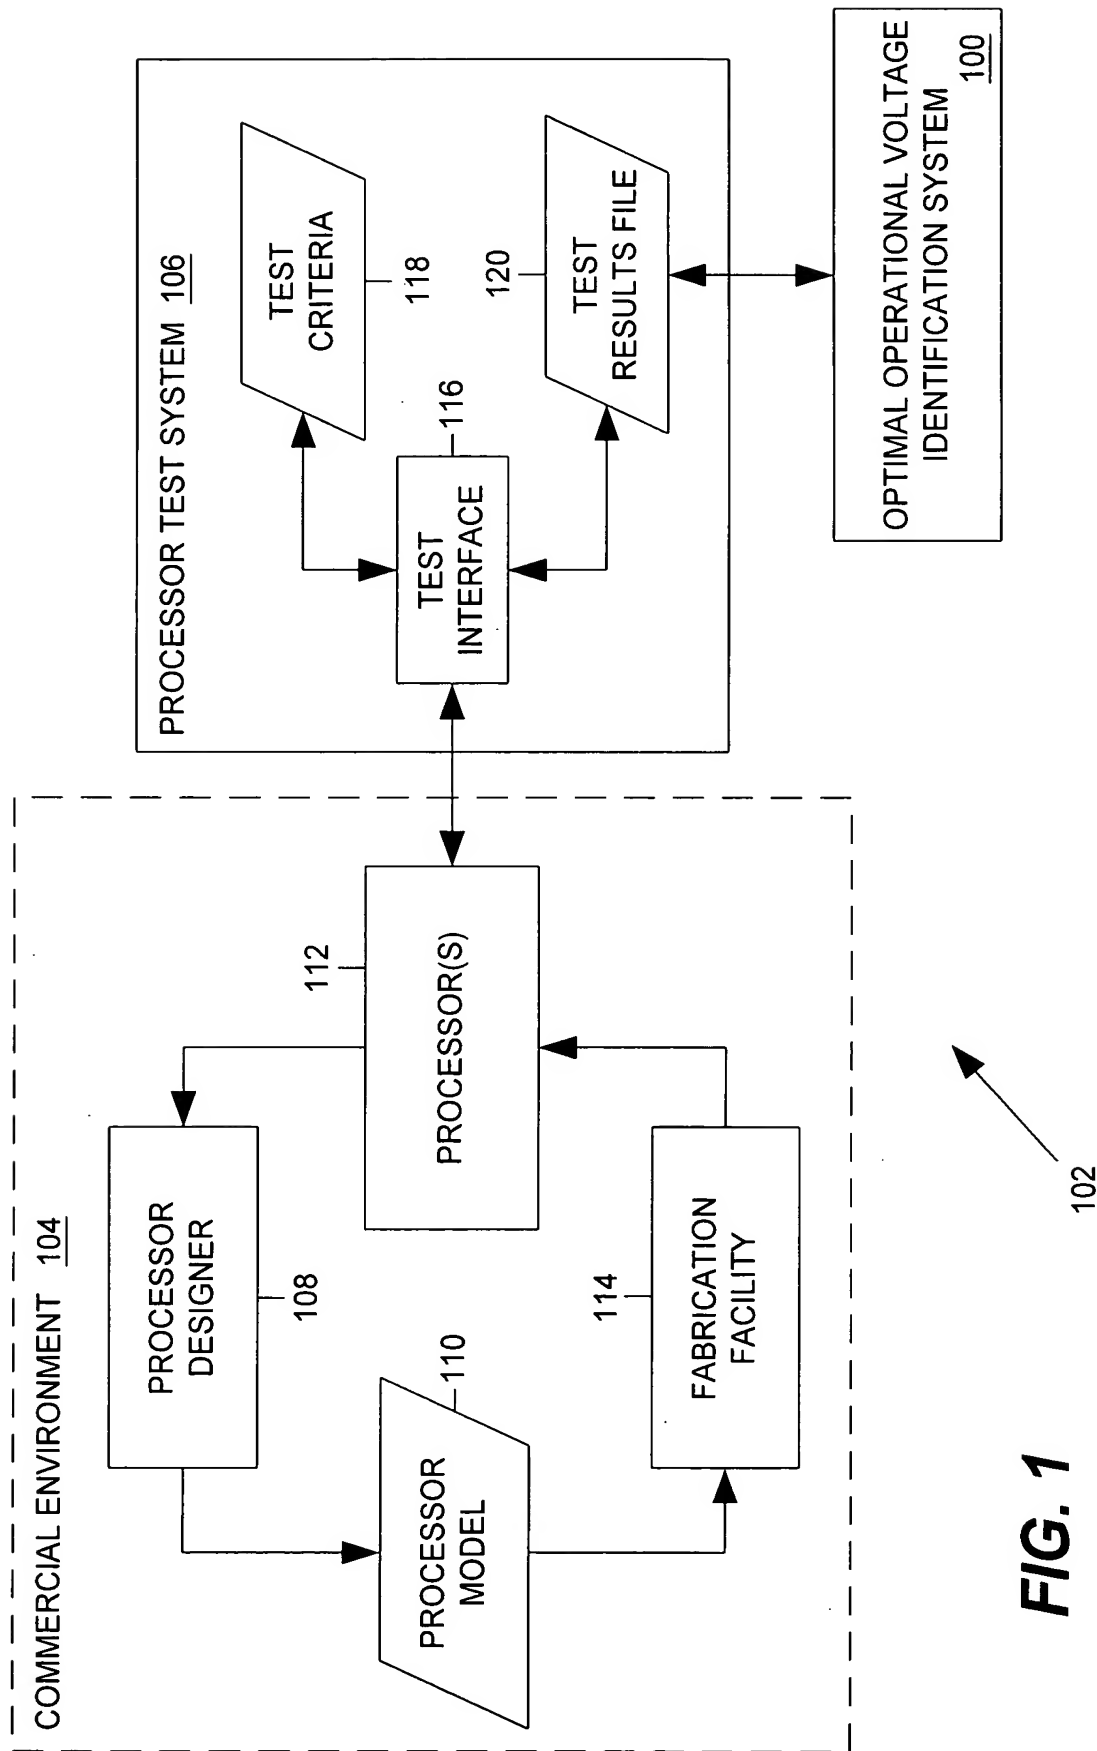 COMMERCIAL ENVIRONMENT 104
PROCESSOR
DESIGNER
108
PROCESSOR
MODEL
110
112
PROCESSOR(S)
114
FABRICATION
FACILITY
PROCESSOR TEST SYSTEM 106
TEST
INTERFACE
116
TEST
CRITERIA
118
120
TEST
RESULTS FILE
OPTIMAL OPERATIONAL VOLTAGE
IDENTIFICATION SYSTEM
100
102
FIG. 1